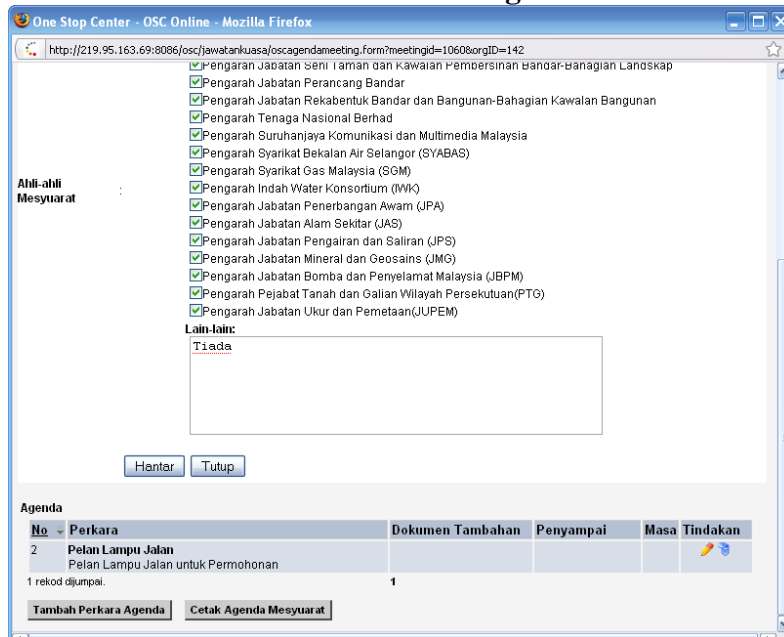 One Stop Center - OSC Online - Mozilla Firefox
http://219.95.163.69:8086/osc/jawatankuasa/oscagendameeting.form?meetingid=1060&orgID=142
Pengarah Jabatan Seni Taman dan Kawalan Pembersihan Bandar-Bahagian Landskap
Pengarah Jabatan Perancang Bandar
Pengarah Jabatan Rekabentuk Bandar dan Bangunan-Bahagian Kawalan Bangunan
Pengarah Tenaga Nasional Berhad
Pengarah Suruhanjaya Komunikasi dan Multimedia Malaysia
Pengarah Syarikat Bekalan Air Selangor (SYABAS)
Pengarah Syarikat Gas Malaysia (SGM)
Ahli-ahli Mesyuarat :
Pengarah Indah Water Konsortium (IWK)
Pengarah Jabatan Penerbangan Awam (JPA)
Pengarah Jabatan Alam Sekitar (JAS)
Pengarah Jabatan Pengairan dan Saliran (JPS)
Pengarah Jabatan Mineral dan Geosains (JMG)
Pengarah Jabatan Bomba dan Penyelamat Malaysia (JBPM)
Pengarah Pejabat Tanah dan Galian Wilayah Persekutuan(PTG)
Pengarah Jabatan Ukur dan Pemetaan(JUPEM)
Lain-lain:
Tiada
Hantar Tutup
Agenda
No Perkara Dokumen Tambahan Penyampai Masa Tindakan
2 Pelan Lampu Jalan
Pelan Lampu Jalan untuk Permohonan
1 rekod dijumpai. 1
Tambah Perkara Agenda Cetak Agenda Mesyuarat